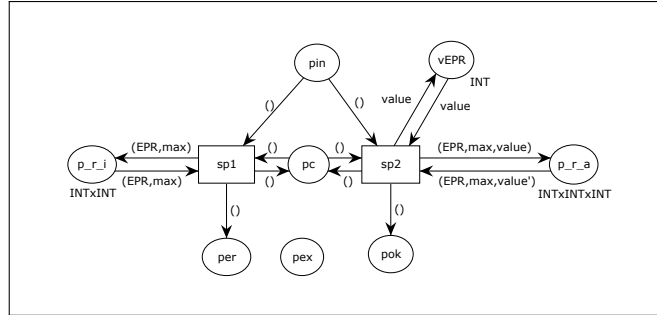 pin
vEPR
INT
value
value
()
()
(EPR,max)
()
()
(EPR,max,value)
p_r_i
sp1
pc
sp2
p_r_a
(EPR,max)
()
()
(EPR,max,value')
INTxINT
INTxINTxINT
()
()
per
pex
pok